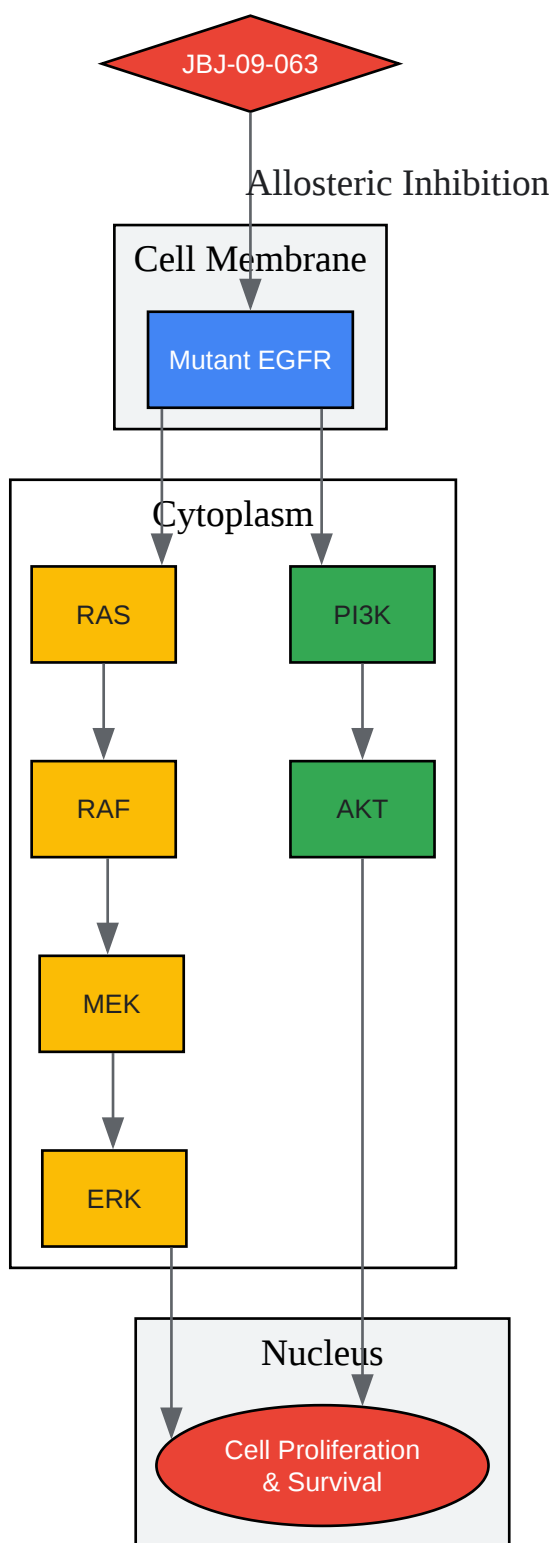 JBJ-09-063
Allosteric Inhibition
Cell Membrane
Mutant EGFR
Cytoplasm
RAS
PI3K
RAF
AKT
MEK
ERK
Nucleus
Cell Proliferation
& Survival